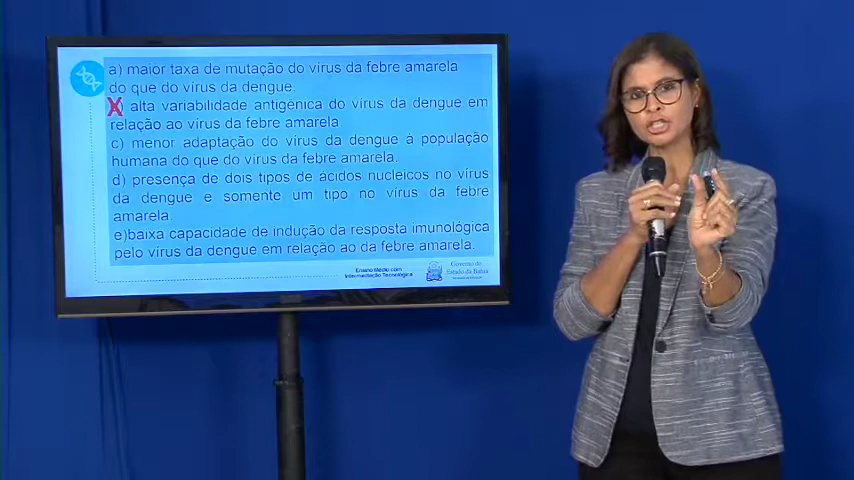 a) maior taxa de mutação do vírus da febre amarela
do que do vírus da dengue.
X alta variabilidade antigênica do vírus da dengue em
relação ao vírus da febre amarela.
c) menor adaptação do vírus da dengue à população
humana do que do vírus da febre amarela.
d) presença de dois tipos de ácidos nucleicos no vírus
da dengue e somente um tipo no vírus da febre
amarela.
e)baixa capacidade de indução da resposta imunológica
pelo vírus da dengue em relação ao da febre amarela.
Ensino Médio com
Intermediação Tecnológica
Governo do
Estado da Bahia